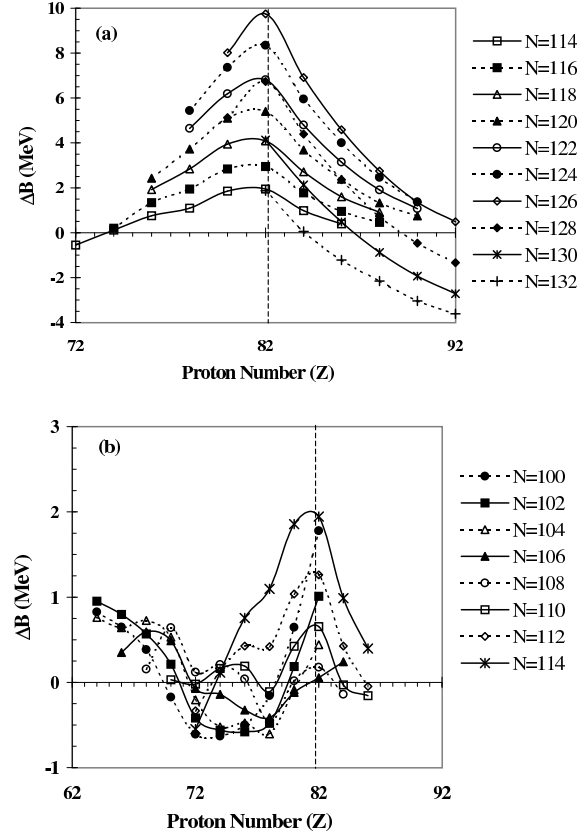 (a)
10
8
6
4
2
0
-2
-4
ΔB (MeV)
72
82
92
Proton Number (Z)
N=114
N=116
N=118
N=120
N=122
N=124
N=126
N=128
N=130
N=132
(b)
3
2
1
0
-1
ΔB (MeV)
62
72
82
92
Proton Number (Z)
N=100
N=102
N=104
N=106
N=108
N=110
N=112
N=114